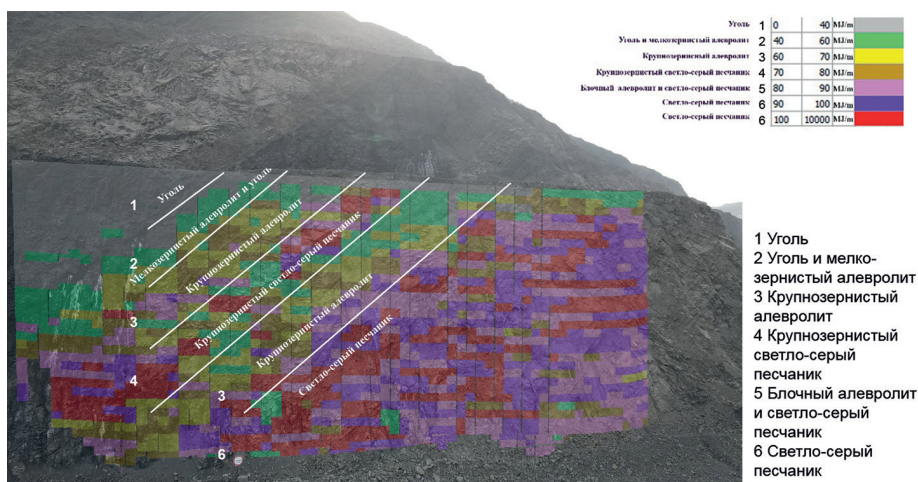 Уголь 1 0 40 MJ/m
Уголь и мелкозернистый алевролит 2 40 60 MJ/m
Крупнозернисный алевролит 3 60 70 MJ/m
Крупнозернистый светло-серый песчаник 4 70 80 MJ/m
Блочный алевролит и светло-серый песчаник 5 80 90 MJ/m
Светло-серый песчаник 6 90 100 MJ/m
Светло-серый песчаник 6 100 10000 MJ/m
1
Уголь
2
Мелкозернистый алевролит и уголь
3
Крупнозернистый алевролит
4
Крупнозернистый светло-серый песчаник
3
Крупнозернистый алевролит
6
Светло-серый песчаник
1 Уголь
2 Уголь и мелко-
зернистый алевролит
3 Крупнозернистый
алевролит
4 Крупнозернистый
светло-серый
песчаник
5 Блочный алевролит
и светло-серый
песчаник
6 Светло-серый
песчаник